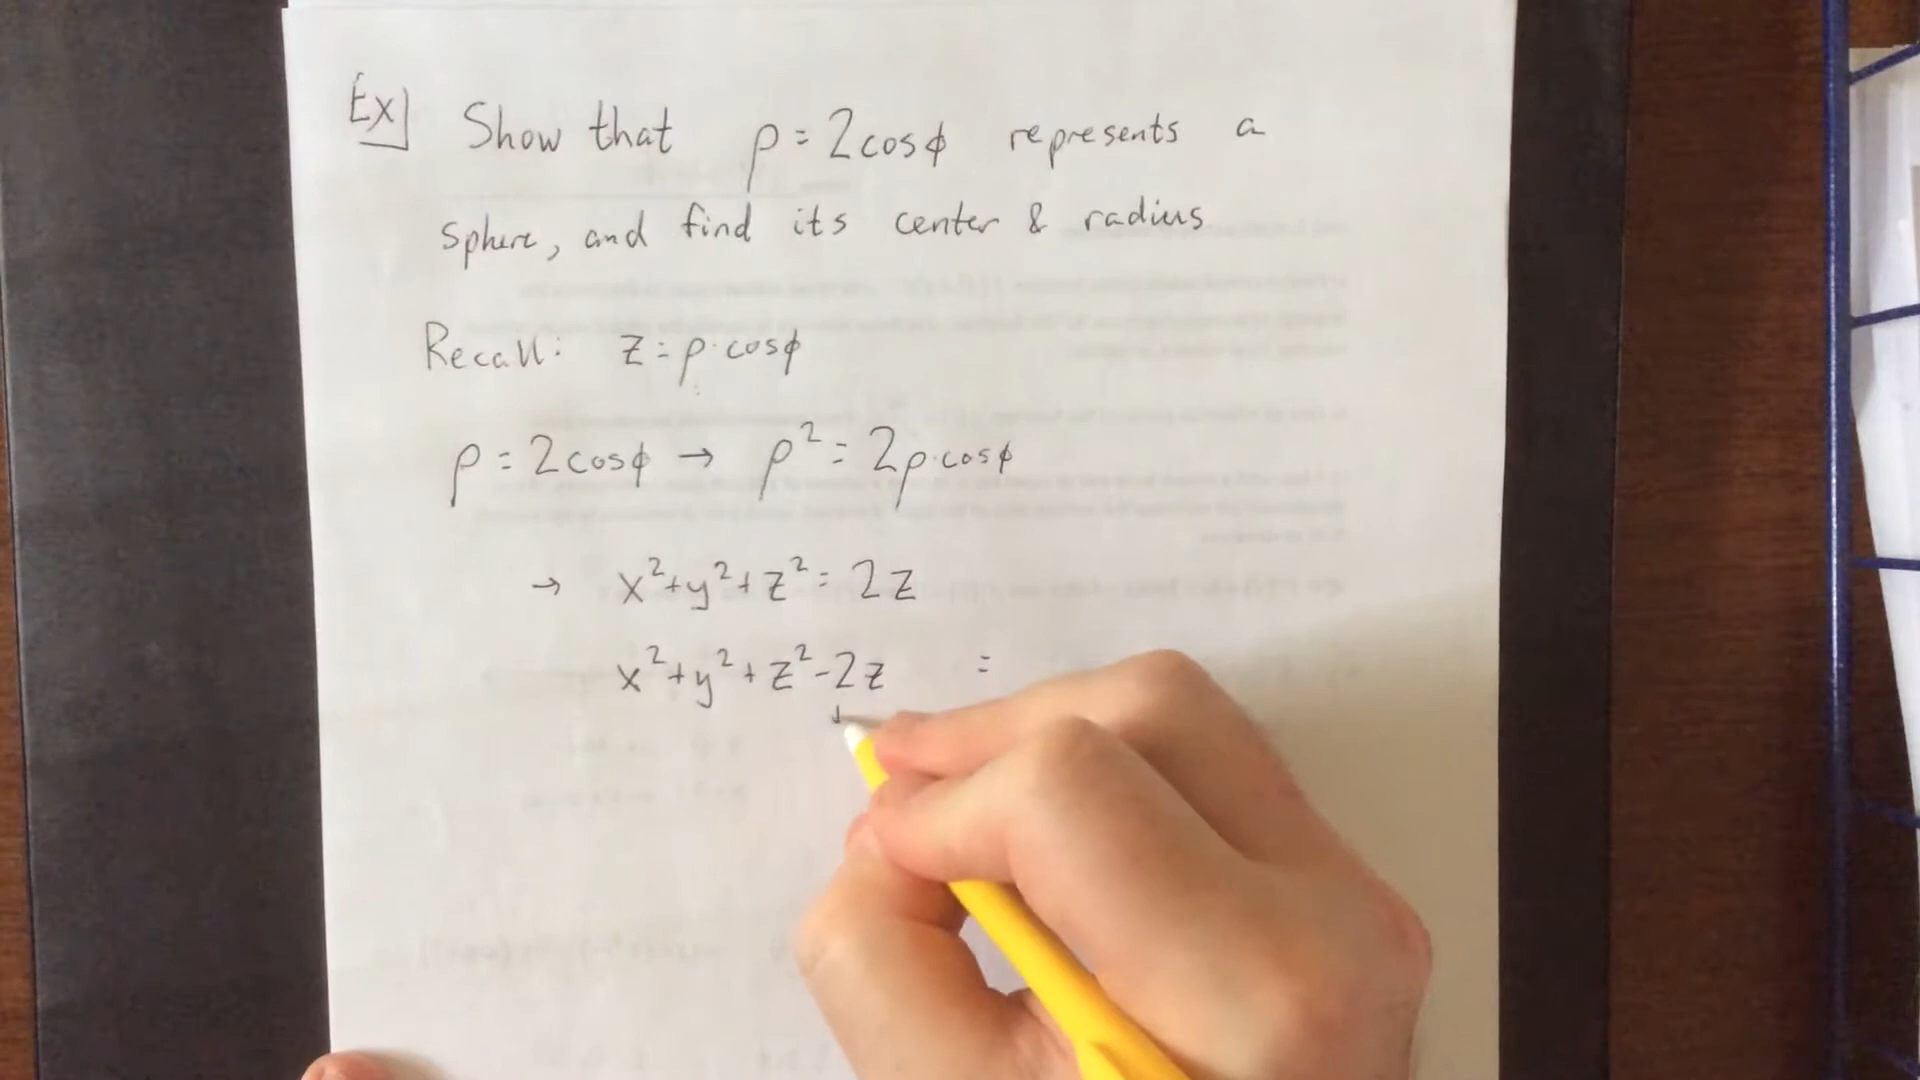 Ex] Show that ρ = 2cosϕ represents a
sphere, and find its center & radius
Recall: z = ρ·cosϕ
ρ = 2cosϕ → ρ² = 2ρ·cosϕ
→ x²+y²+z² = 2z
x²+y²+z²-2z =